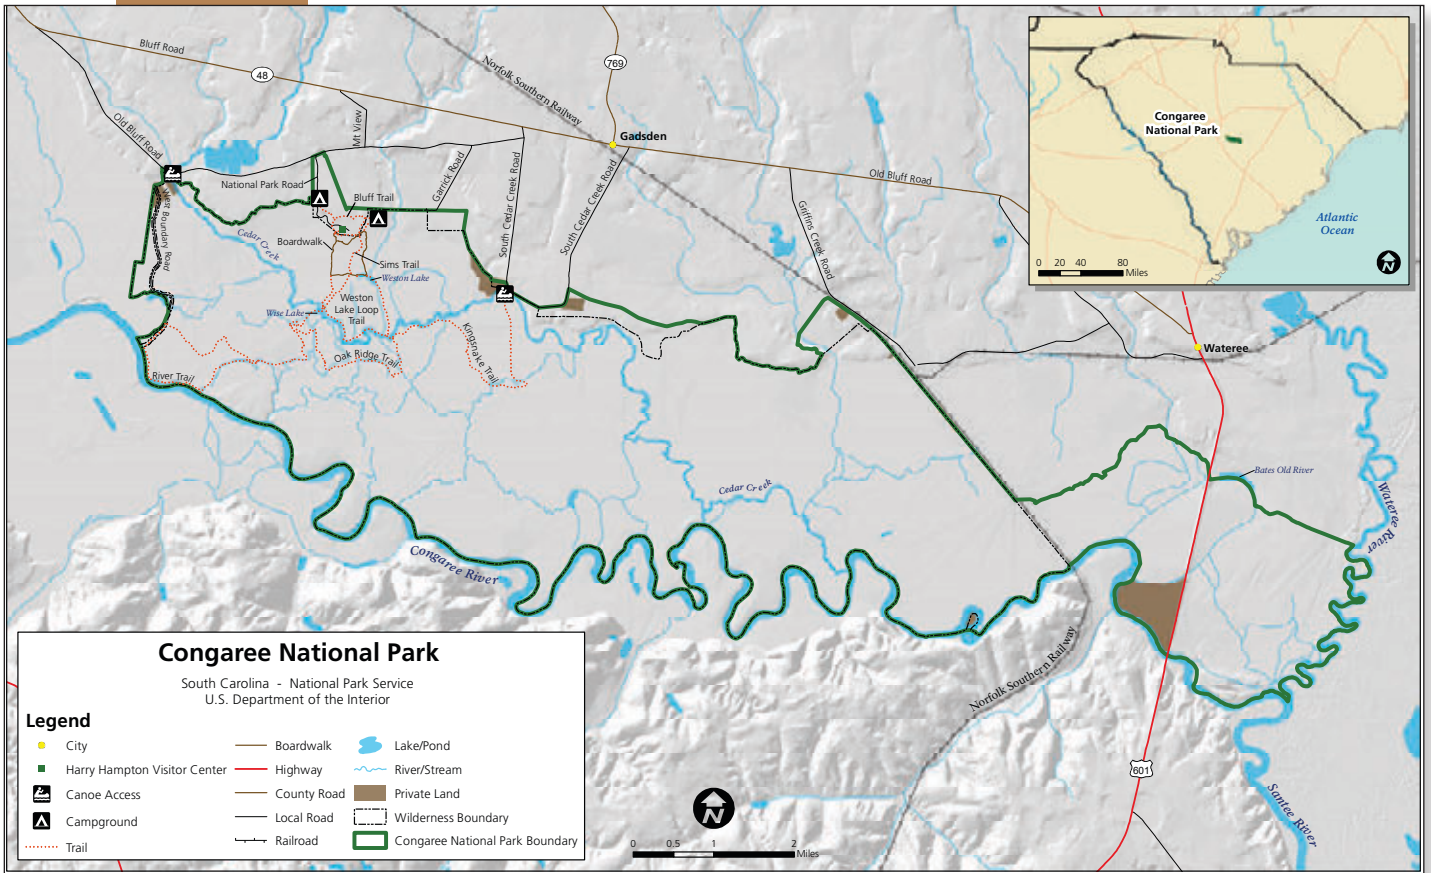 Bluff Road
48
769
Norfolk Southern Railway
Old Bluff Road
Mt View
Gadsden
National Park Road
Bluff Trail
Garrick Road
South Cedar Creek Road
South Cedar Creek Road
Old Bluff Road
Griffins Creek Road
West Boundary Road
Cedar Creek
Boardwalk
Sims Trail
Weston Lake
Weston
Lake Loop
Trail
Wise Lake
Oak Ridge Trail
Kingsnake Trail
River Trail
Wateree
Bates Old River
Wateree River
Cedar Creek
Congaree River
Norfolk Southern Railway
601
Santee River
Congaree
National Park
Atlantic
Ocean
0 20 40 80
Miles
N
Congaree National Park
South Carolina - National Park Service
U.S. Department of the Interior
Legend
City
Harry Hampton Visitor Center
Canoe Access
Campground
Trail
Boardwalk
Highway
County Road
Local Road
Railroad
Lake/Pond
River/Stream
Private Land
Wilderness Boundary
Congaree National Park Boundary
N
0 0.5 1 2
Miles